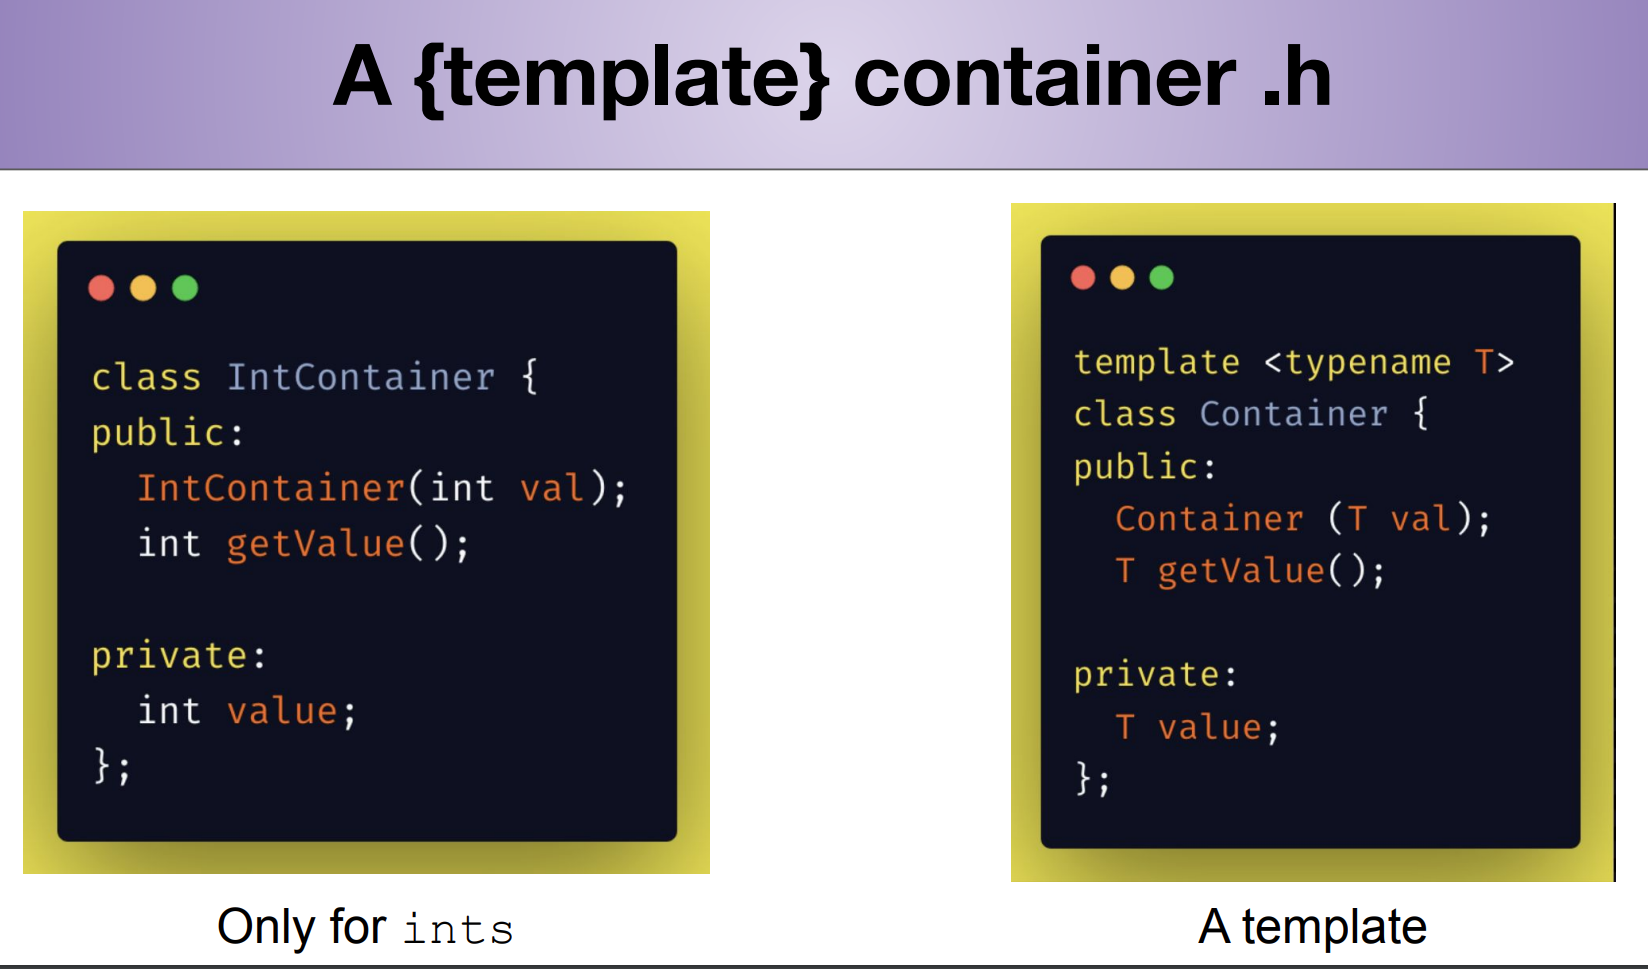 A {template} container .h
class IntContainer {
public:
  IntContainer(int val);
  int getValue();

private:
  int value;
};
Only for ints
template <typename T>
class Container {
public:
  Container (T val);
  T getValue();

private:
  T value;
};
A template